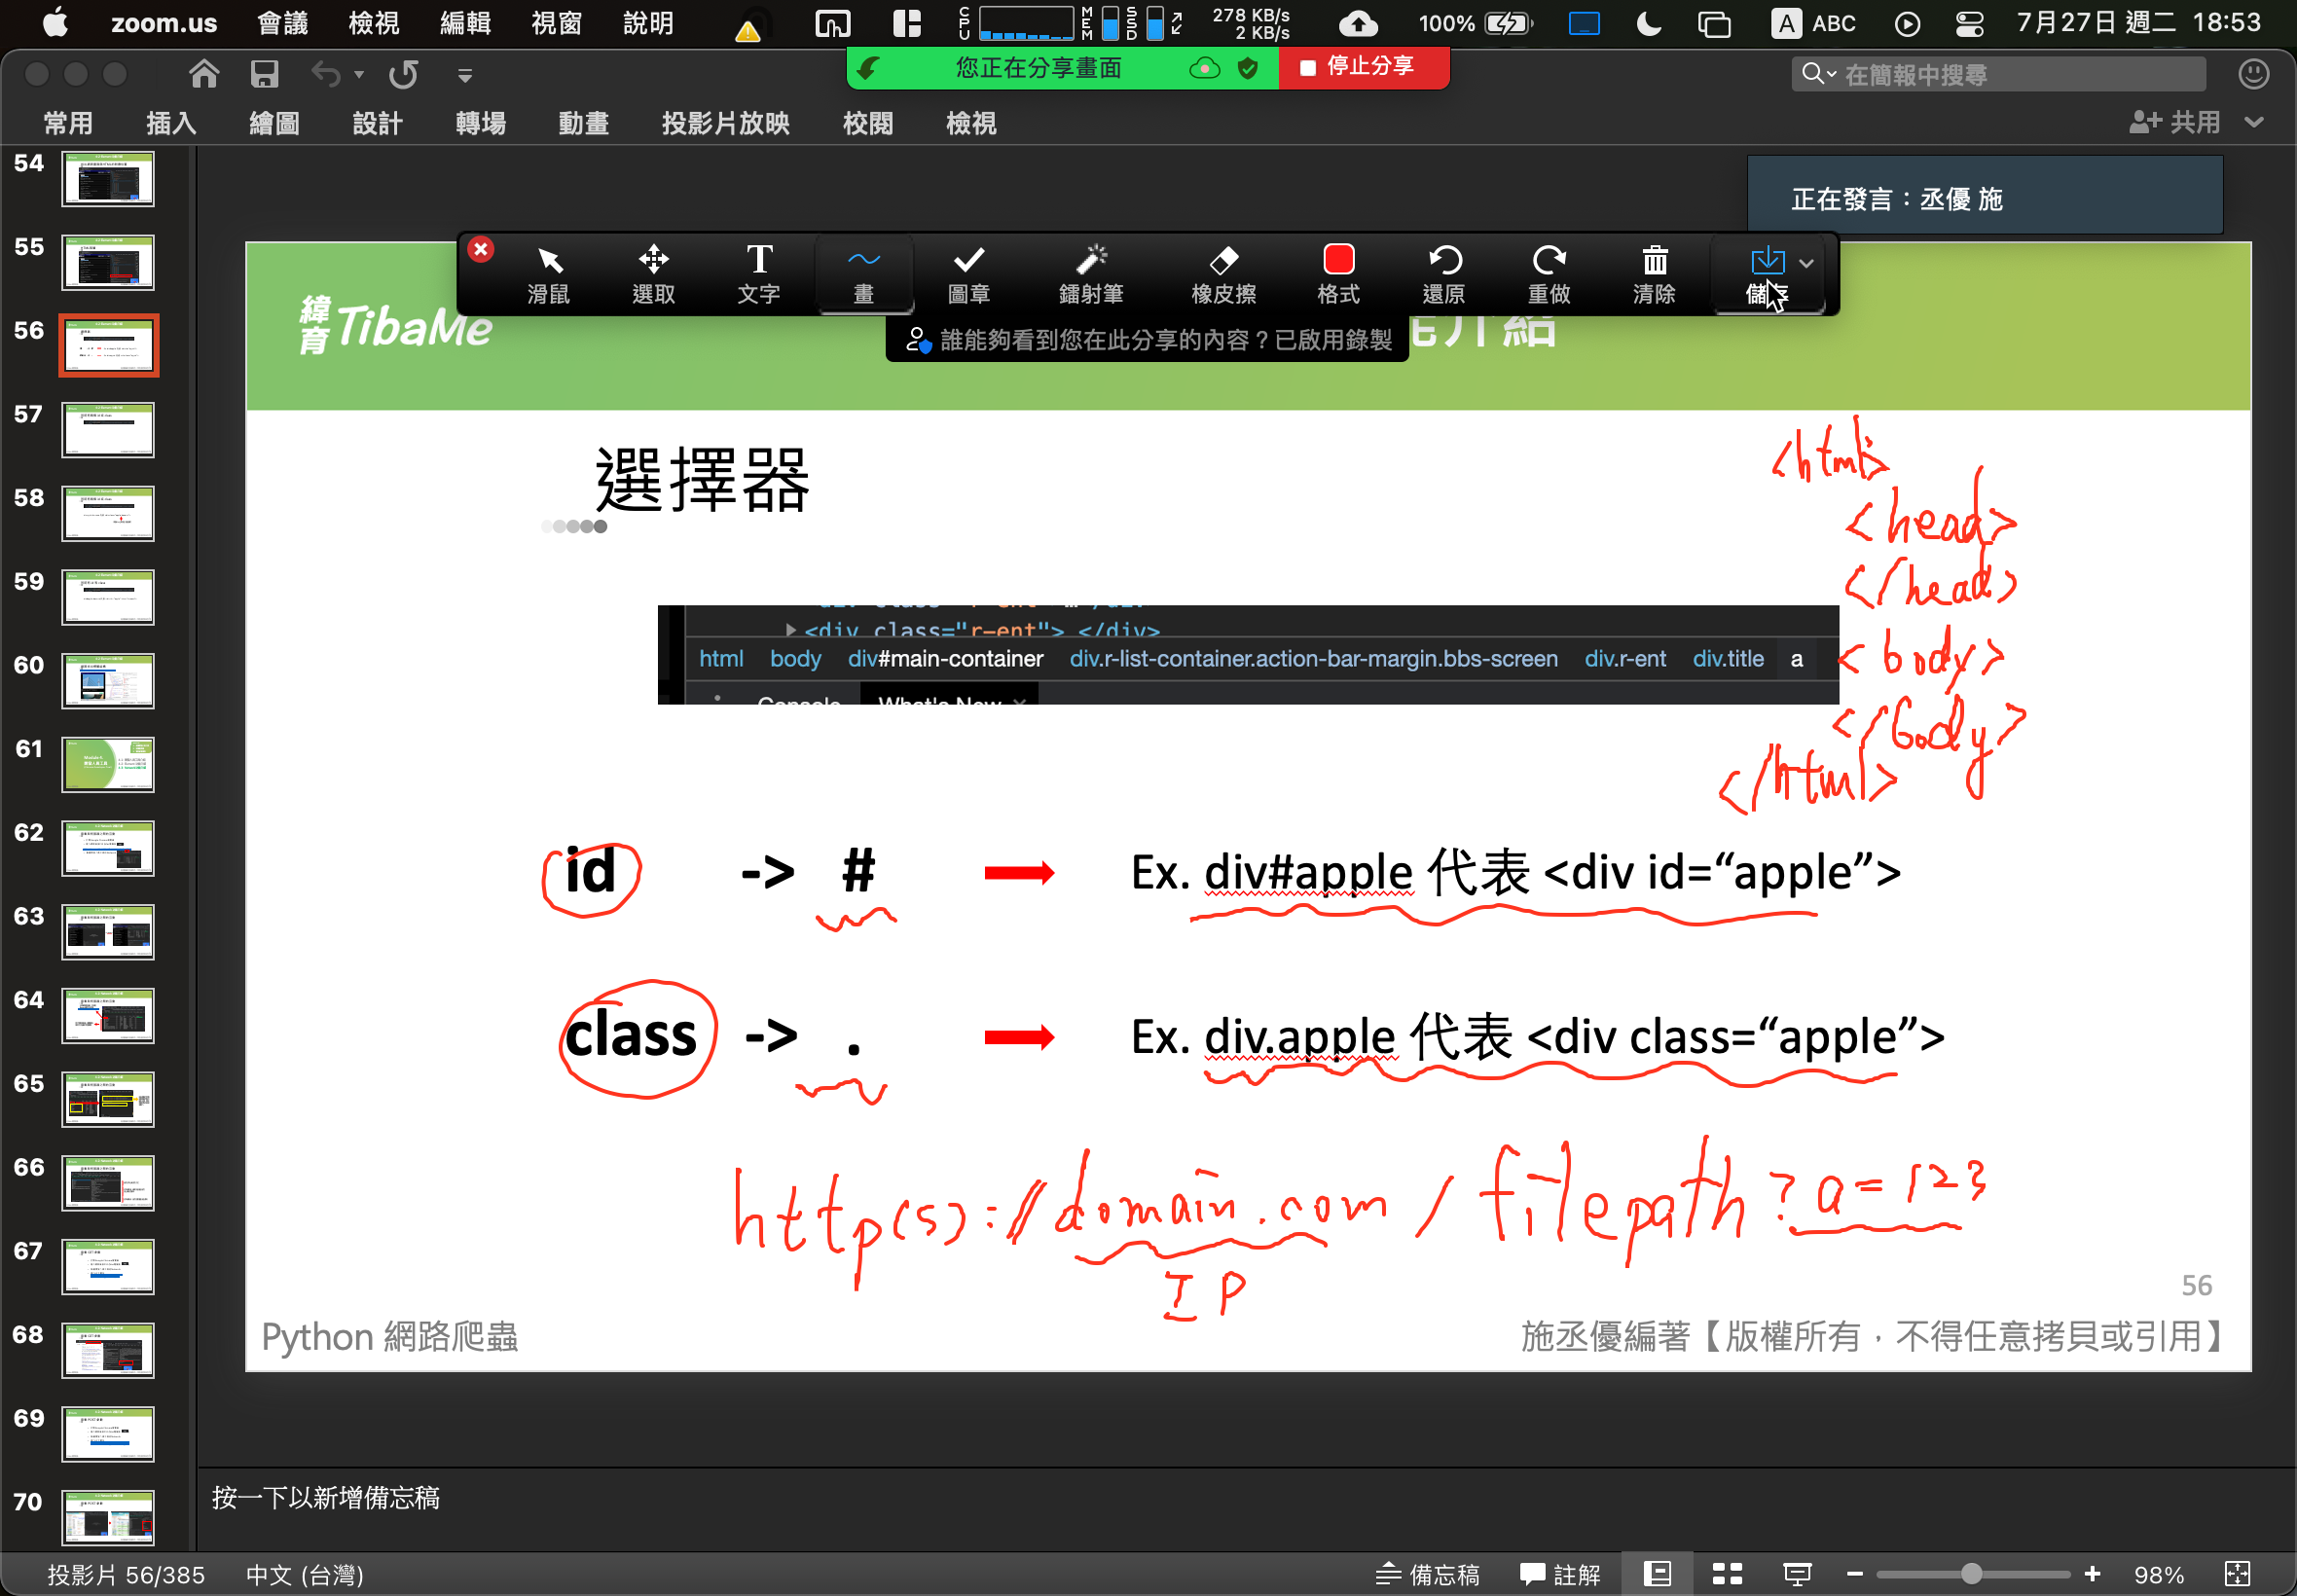 zoom.us 會議 檢視 編輯 視窗 說明 CPU MEM SSD 278 KB/s 2 KB/s 100% A ABC 7月27日 週二 18:53
您正在分享畫面 停止分享
在簡報中搜尋
常用 插入 繪圖 設計 轉場 動畫 投影片放映 校閱 檢視 共用
正在發言：丞優 施
滑鼠 選取 文字 畫 圖章 鐳射筆 橡皮擦 格式 還原 重做 清除 儲存
誰能夠看到您在此分享的內容？已啟用錄製
緯育 TibaMe
介紹
選擇器
<html>
<head>
</head>
<body>
</body>
</html>
<div class="r-ent"> </div>
html body div#main-container div.r-list-container.action-bar-margin.bbs-screen div.r-ent div.title a
Console What's New ×
id -> # Ex. div#apple 代表 <div id=“apple”>
class -> . Ex. div.apple 代表 <div class=“apple”>
http(s)://domain.com/filepath?a=123
IP
56
Python 網路爬蟲 施丞優編著【版權所有，不得任意拷貝或引用】
54
55
56
57
58
59
60
61
62
63
64
65
66
67
68
69
70
按一下以新增備忘稿
投影片 56/385 中文 (台灣) 備忘稿 註解 98%